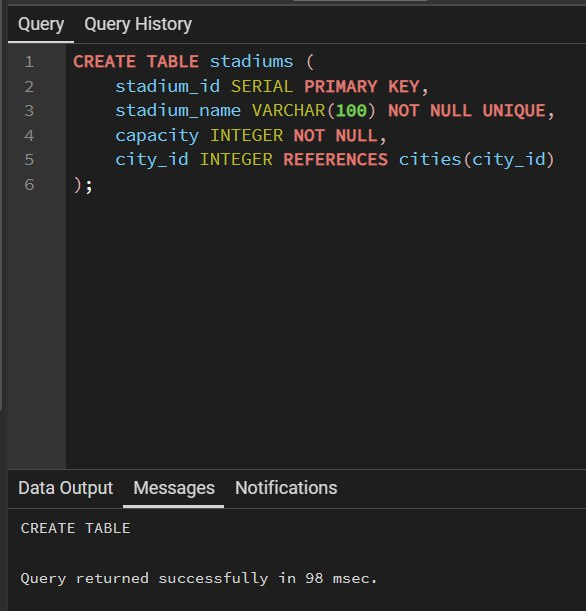 Query Query History
1 CREATE TABLE stadiums (
2 stadium_id SERIAL PRIMARY KEY,
3 stadium_name VARCHAR(100) NOT NULL UNIQUE,
4 capacity INTEGER NOT NULL,
5 city_id INTEGER REFERENCES cities(city_id)
6 );
Data Output Messages Notifications
CREATE TABLE
Query returned successfully in 98 msec.